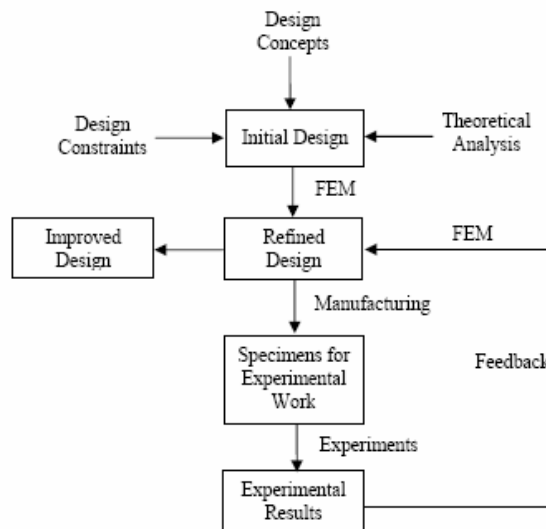 Design
Concepts
Design
Constraints
Initial Design
Theoretical
Analysis
FEM
Improved
Design
Refined
Design
FEM
Manufacturing
Specimens for
Experimental
Work
Feedback
Experiments
Experimental
Results